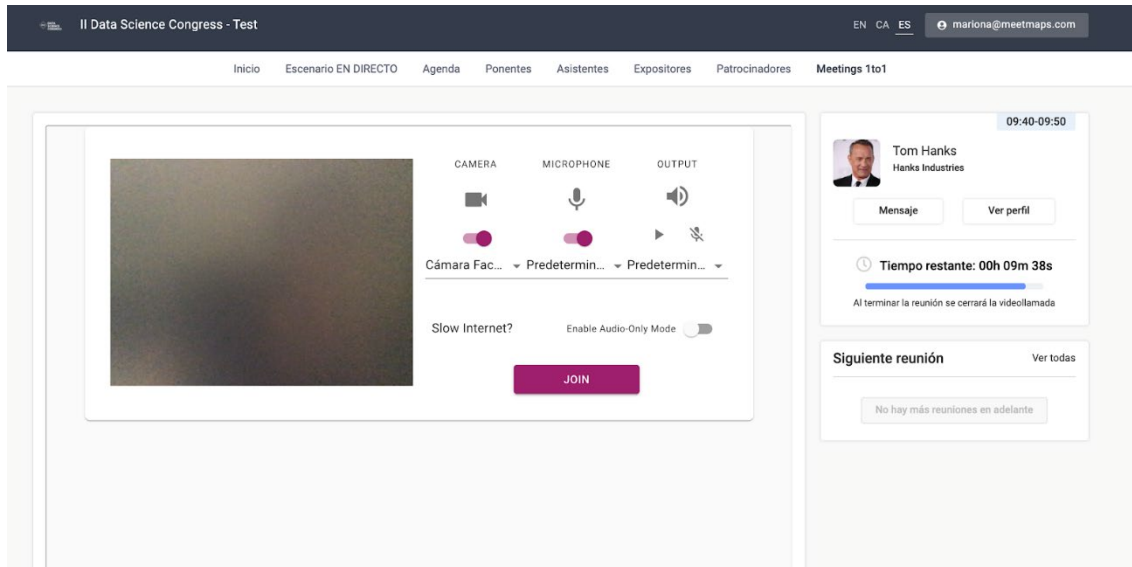 II Data Science Congress - Test
EN CA ES mariona@meetmaps.com
Inicio Escenario EN DIRECTO Agenda Ponentes Asistentes Expositores Patrocinadores Meetings 1to1
CAMERA MICROPHONE OUTPUT
Cámara Fac... Predetermin... Predetermin...
Slow Internet? Enable Audio-Only Mode
JOIN
09:40-09:50
Tom Hanks
Hanks Industries
Mensaje Ver perfil
Tiempo restante: 00h 09m 38s
Al terminar la reunión se cerrará la videollamada
Siguiente reunión Ver todas
No hay más reuniones en adelante